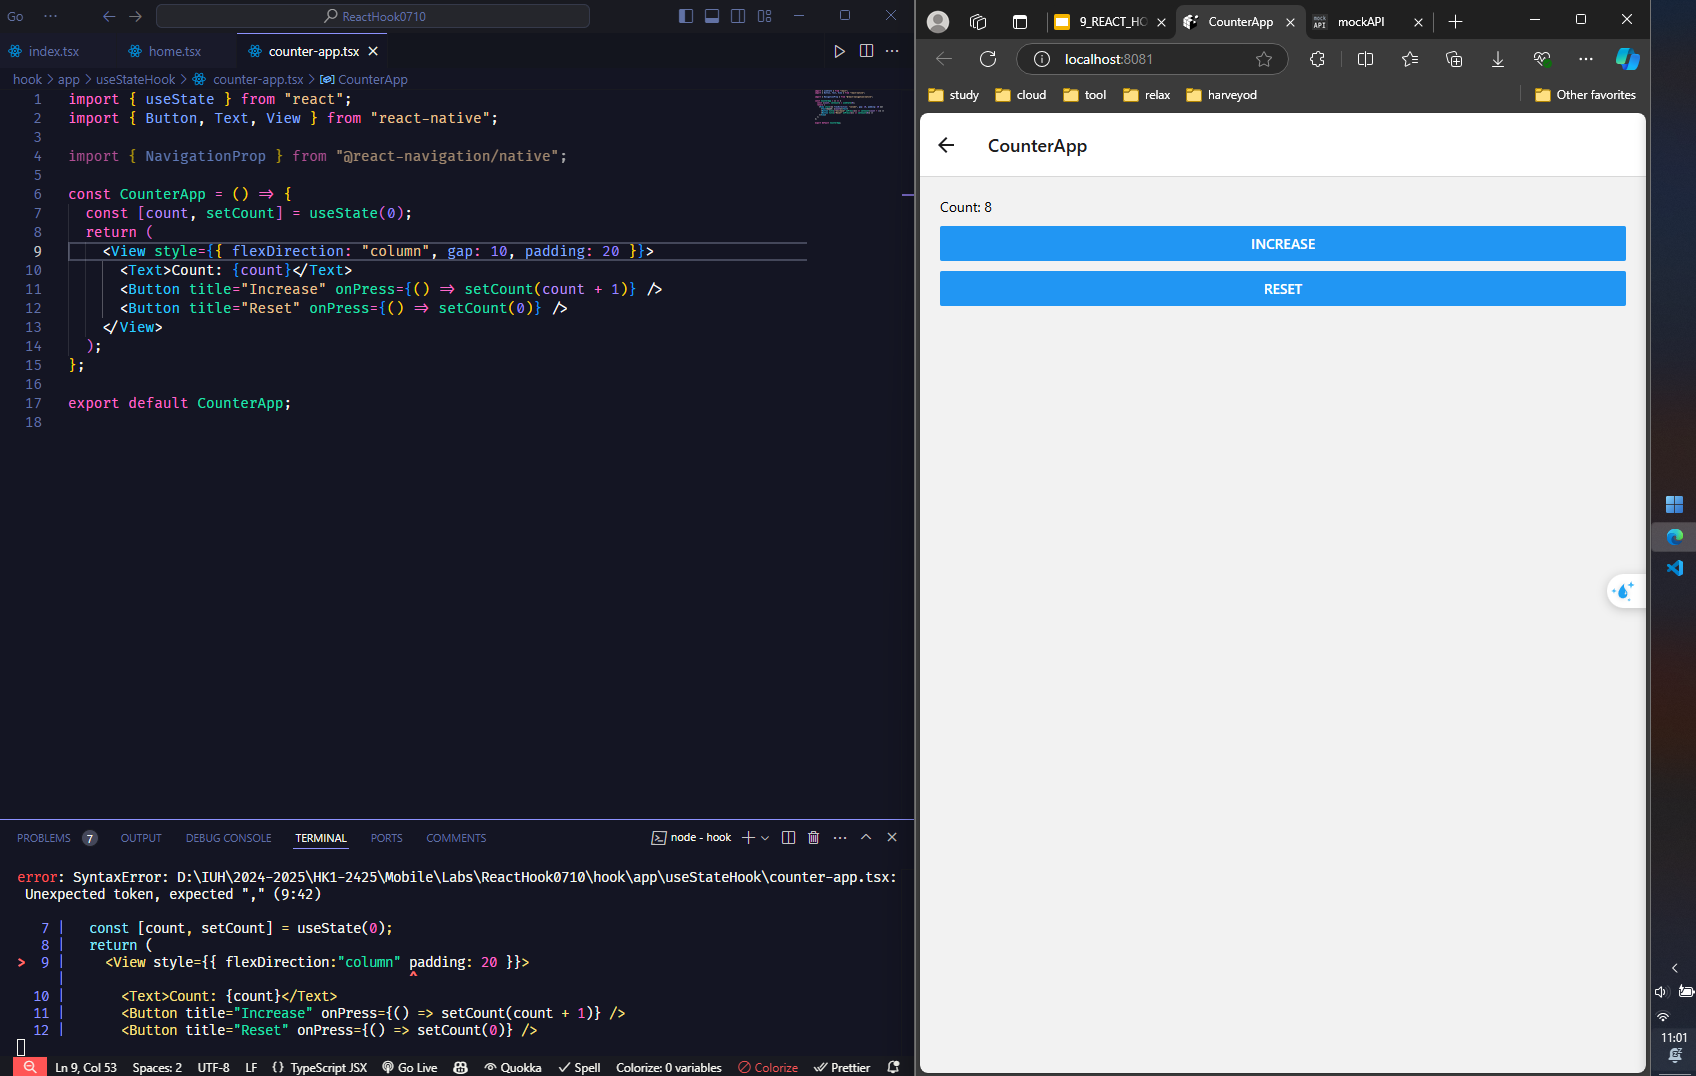 Go
ReactHook0710
index.tsx
home.tsx
counter-app.tsx
hook > app > useStateHook > counter-app.tsx > CounterApp
1 import { useState } from "react";
2 import { Button, Text, View } from "react-native";
3
4 import { NavigationProp } from "@react-navigation/native";
5
6 const CounterApp = () => {
7 const [count, setCount] = useState(0);
8 return (
9 <View style={{ flexDirection: "column", gap: 10, padding: 20 }}>
10 <Text>Count: {count}</Text>
11 <Button title="Increase" onPress={() => setCount(count + 1)} />
12 <Button title="Reset" onPress={() => setCount(0)} />
13 </View>
14 );
15 };
16
17 export default CounterApp;
18
PROBLEMS 7 OUTPUT DEBUG CONSOLE TERMINAL PORTS COMMENTS
node - hook
error: SyntaxError: D:\IUH\2024-2025\HK1-2425\Mobile\Labs\ReactHook0710\hook\app\useStateHook\counter-app.tsx:
Unexpected token, expected "," (9:42)
7 | const [count, setCount] = useState(0);
8 | return (
> 9 | <View style={{ flexDirection:"column" padding: 20 }}>
| ^
10 | <Text>Count: {count}</Text>
11 | <Button title="Increase" onPress={() => setCount(count + 1)} />
12 | <Button title="Reset" onPress={() => setCount(0)} />
Ln 9, Col 53 Spaces: 2 UTF-8 LF {} TypeScript JSX Go Live Quokka Spell Colorize: 0 variables Colorize Prettier
9_REACT_HO
CounterApp
mockAPI
localhost:8081
study
cloud
tool
relax
harveyod
Other favorites
CounterApp
Count: 8
INCREASE
RESET
11:01